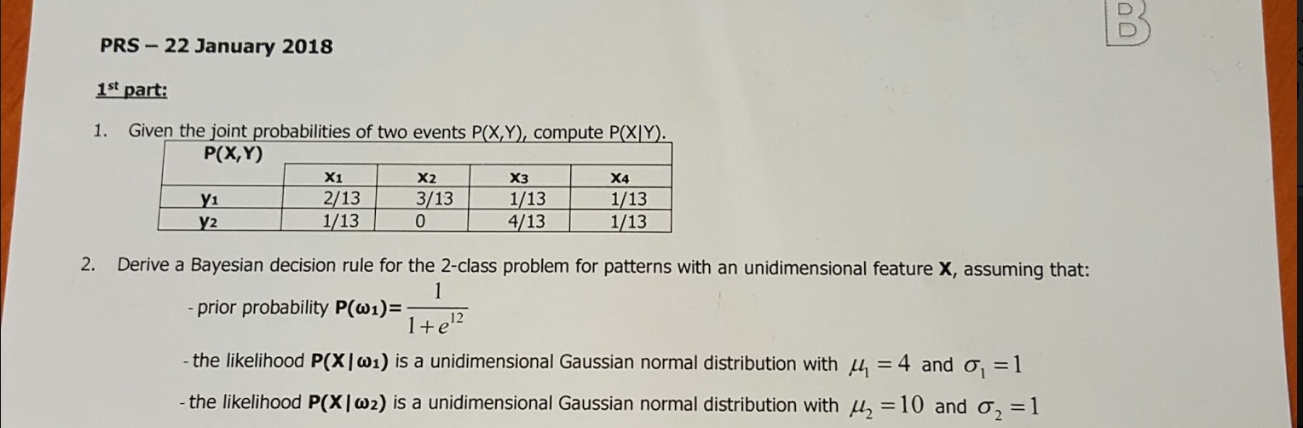 B
PRS – 22 January 2018
1st part:
1. Given the joint probabilities of two events P(X,Y), compute P(X|Y).
P(X,Y)
X1 X2 X3 X4
y1 2/13 3/13 1/13 1/13
y2 1/13 0 4/13 1/13
2. Derive a Bayesian decision rule for the 2-class problem for patterns with an unidimensional feature X, assuming that:
- prior probability P(ω1)= 1/(1+e^12)
- the likelihood P(X|ω1) is a unidimensional Gaussian normal distribution with μ1 = 4 and σ1 = 1
- the likelihood P(X|ω2) is a unidimensional Gaussian normal distribution with μ2 = 10 and σ2 = 1